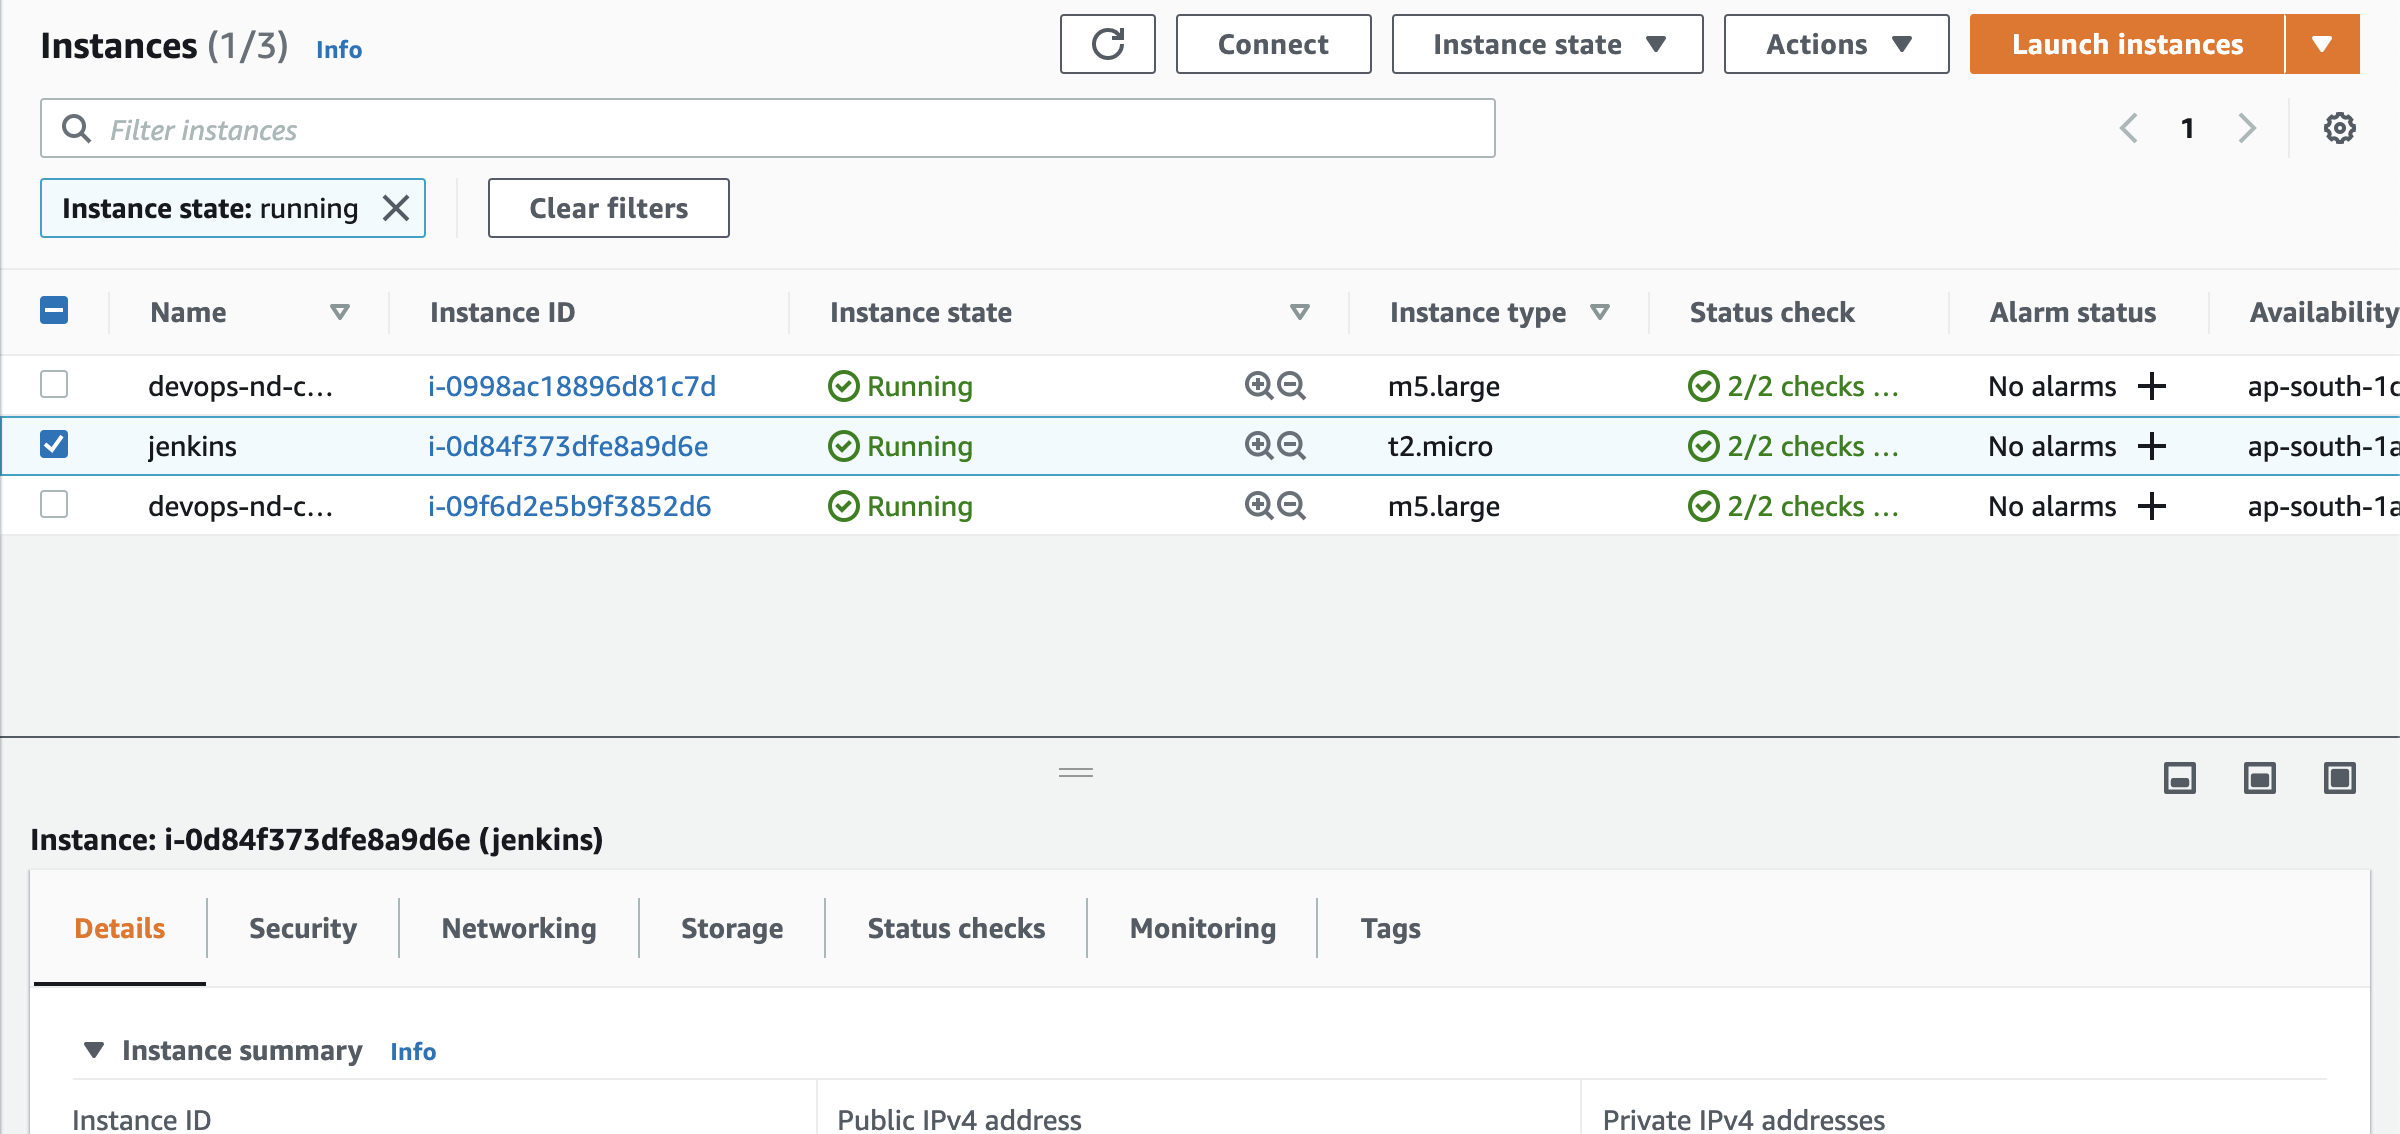 Instances (1/3) Info Connect Instance state Actions Launch instances
Filter instances 1
Instance state: running Clear filters
Name Instance ID Instance state Instance type Status check Alarm status Availability
devops-nd-c... i-0998ac18896d81c7d Running m5.large 2/2 checks ... No alarms ap-south-1c
jenkins i-0d84f373dfe8a9d6e Running t2.micro 2/2 checks ... No alarms ap-south-1a
devops-nd-c... i-09f6d2e5b9f3852d6 Running m5.large 2/2 checks ... No alarms ap-south-1a
Instance: i-0d84f373dfe8a9d6e (jenkins)
Details Security Networking Storage Status checks Monitoring Tags
Instance summary Info
Instance ID Public IPv4 address Private IPv4 addresses